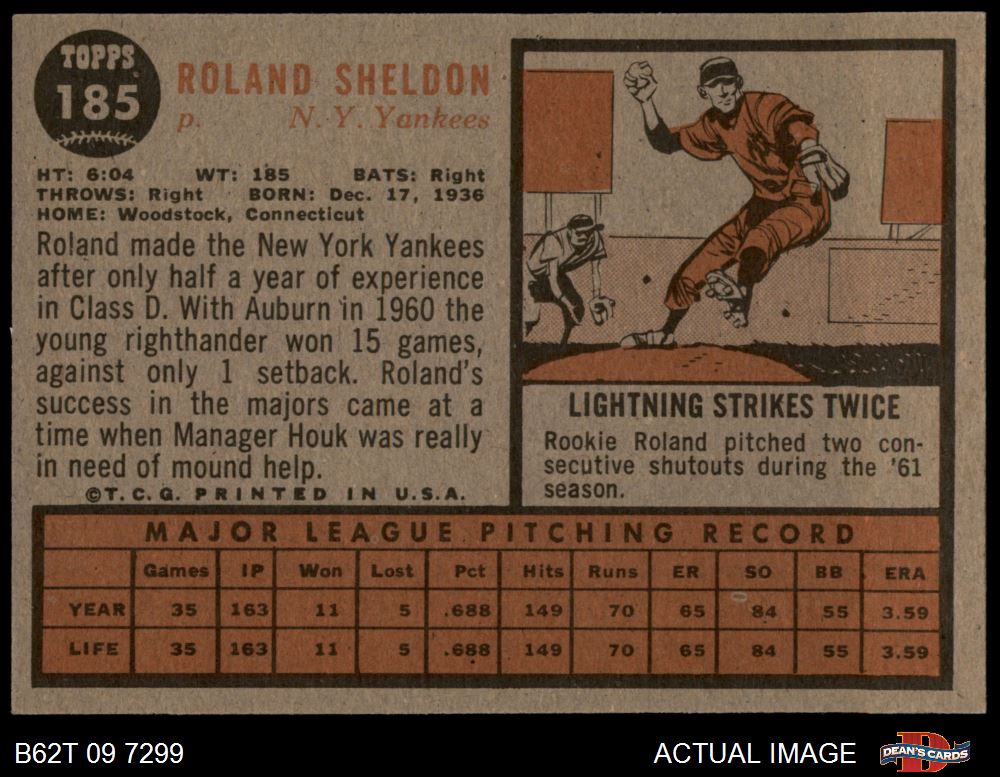 TOPPS
185
ROLAND SHELDON
p. N. Y. Yankees
HT: 6:04 WT: 185 BATS: Right
THROWS: Right BORN: Dec. 17, 1936
HOME: Woodstock, Connecticut
Roland made the New York Yankees
after only half a year of experience
in Class D. With Auburn in 1960 the
young righthander won 15 games,
against only 1 setback. Roland's
success in the majors came at a
time when Manager Houk was really
in need of mound help.
©T.C.G. PRINTED IN U.S.A.
LIGHTNING STRIKES TWICE
Rookie Roland pitched two con-
secutive shutouts during the '61
season.
MAJOR LEAGUE PITCHING RECORD
Games IP Won Lost Pct Hits Runs ER SO BB ERA
YEAR 35 163 11 5 .688 149 70 65 84 55 3.59
LIFE 35 163 11 5 .688 149 70 65 84 55 3.59
B62T 09 7299 ACTUAL IMAGE DEAN'S CARDS